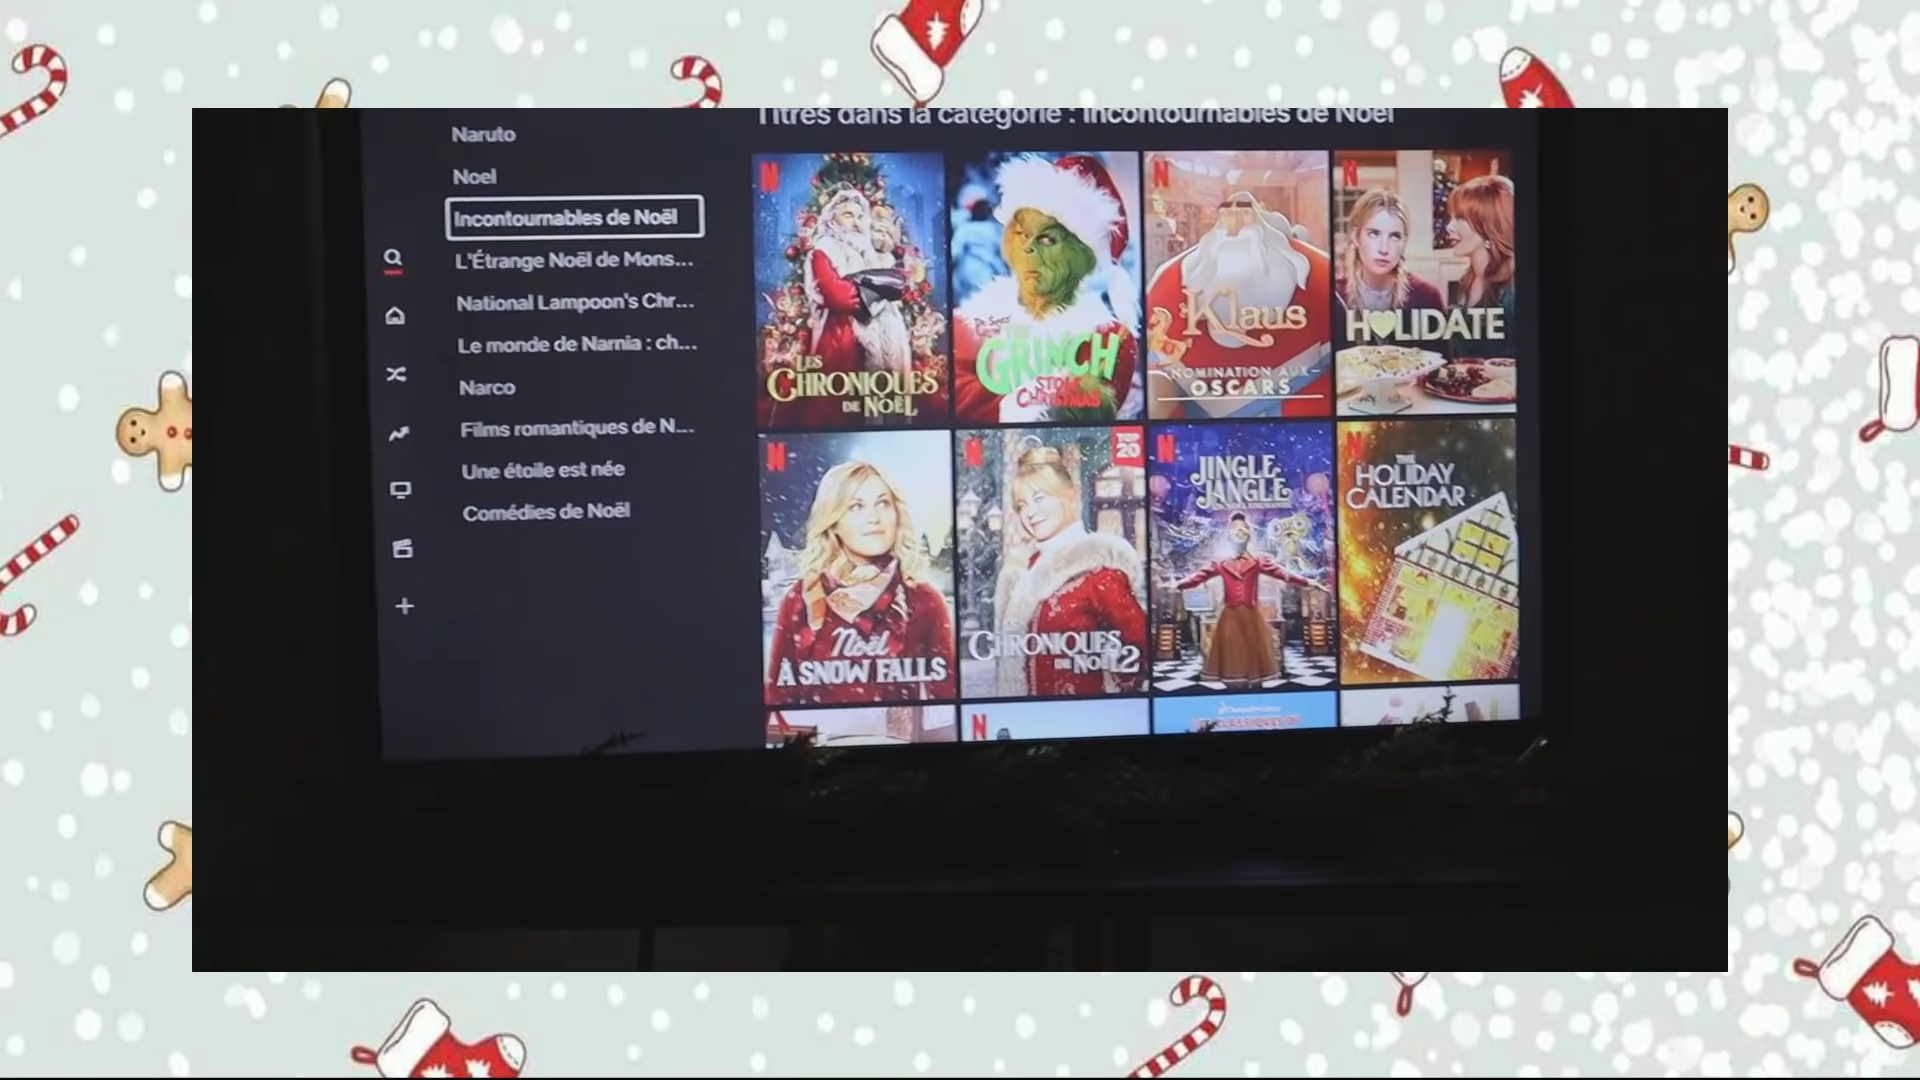 Titres dans la catégorie : Incontournables de Noël
Naruto
Noel
Incontournables de Noël
L'Étrange Noël de Mons...
National Lampoon's Chr...
Le monde de Narnia : ch...
Narco
Films romantiques de N...
Une étoile est née
Comédies de Noël
N
LES
CHRONIQUES
DE NOËL
Dr. Seuss'
THE
GRINCH
STOLE
CHRISTMAS
N
Klaus
NOMINATION AUX
OSCARS
N
HOLIDATE
N
Noël
À SNOW FALLS
N
TOP
20
CHRONIQUES
DE NOËL 2
N
JINGLE
JANGLE
N
THE
HOLIDAY
CALENDAR
N
LES CLASSIQUES DE